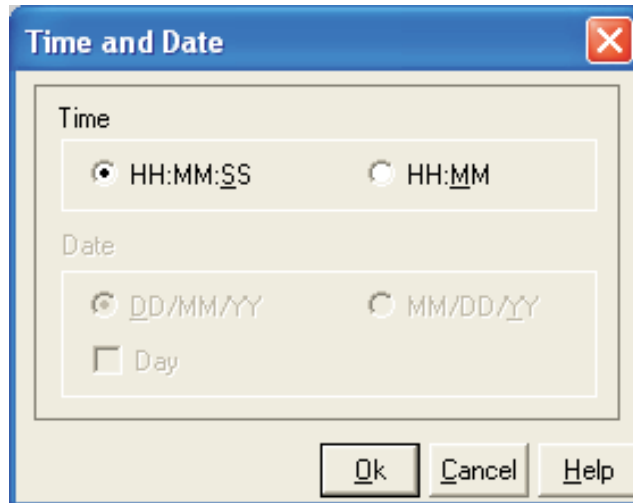 Time and Date
Time
HH:MM:SS HH:MM
Date
DD/MM/YY MM/DD/YY
Day
Ok Cancel Help